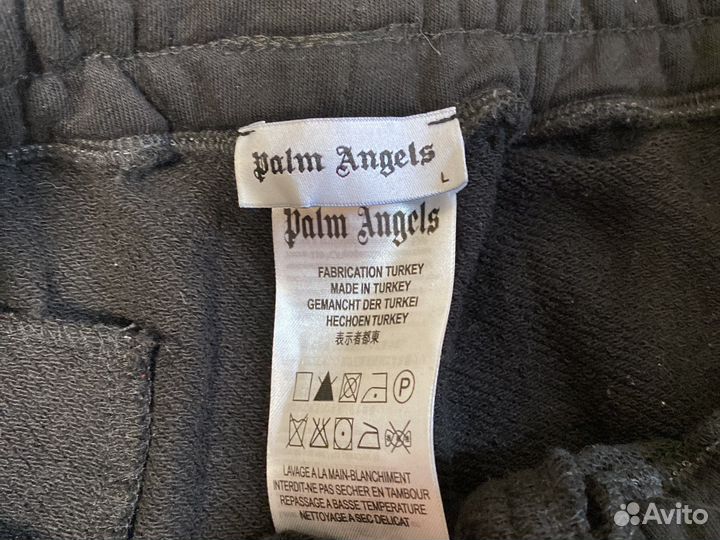 Palm Angels
L
Palm Angels
FABRICATION TURKEY
MADE IN TURKEY
GEMANCHT DER TURKEI
HECHOEN TURKEY
表示者都東
P
LAVAGE A LA MAIN-BLANCHIMENT
INTERDIT-NE PAS SECHER EN TAMBOUR
REPASSAGE A BASSE TEMPERATURE
NETTOYAGE A SEC DELICAT
Avito